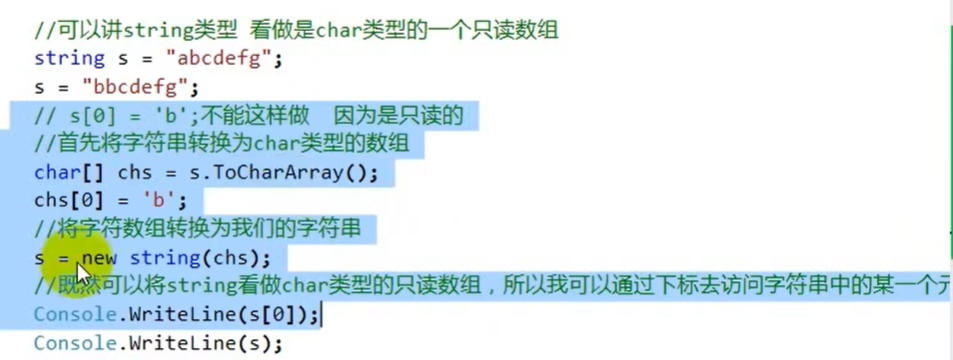 //可以讲string类型 看做是char类型的一个只读数组
string s = "abcdefg";
s = "bbcdefg";
// s[0] = 'b';不能这样做  因为是只读的
//首先将字符串转换为char类型的数组
char[] chs = s.ToCharArray();
chs[0] = 'b';
//将字符数组转换为我们的字符串
s = new string(chs);
//既然可以将string看做char类型的只读数组，所以我可以通过下标去访问字符串中的某一个
Console.WriteLine(s[0]);
Console.WriteLine(s);